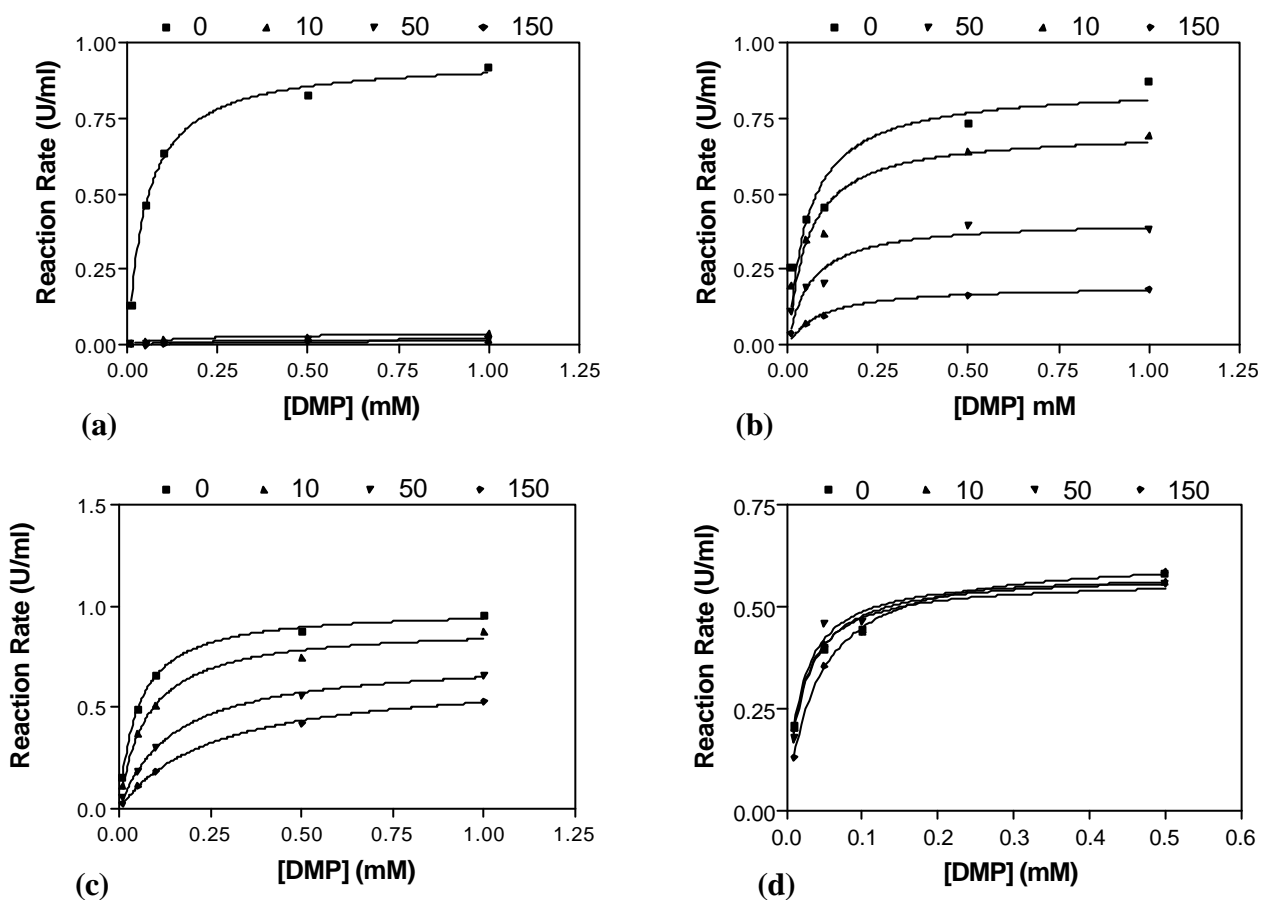 0 10 50 150
1.00
0.75
0.50
0.25
0.00
0.00 0.25 0.50 0.75 1.00 1.25
Reaction Rate (U/ml)
[DMP] (mM)
(a)
0 50 10 150
1.00
0.75
0.50
0.25
0.00
0.00 0.25 0.50 0.75 1.00 1.25
Reaction Rate (U/ml)
[DMP] mM
(b)
0 10 50 150
1.5
1.0
0.5
0.0
0.00 0.25 0.50 0.75 1.00 1.25
Reaction Rate (U/ml)
[DMP] (mM)
(c)
0 10 50 150
0.75
0.50
0.25
0.00
0.0 0.1 0.2 0.3 0.4 0.5 0.6
Reaction Rate (U/ml)
[DMP] (mM)
(d)